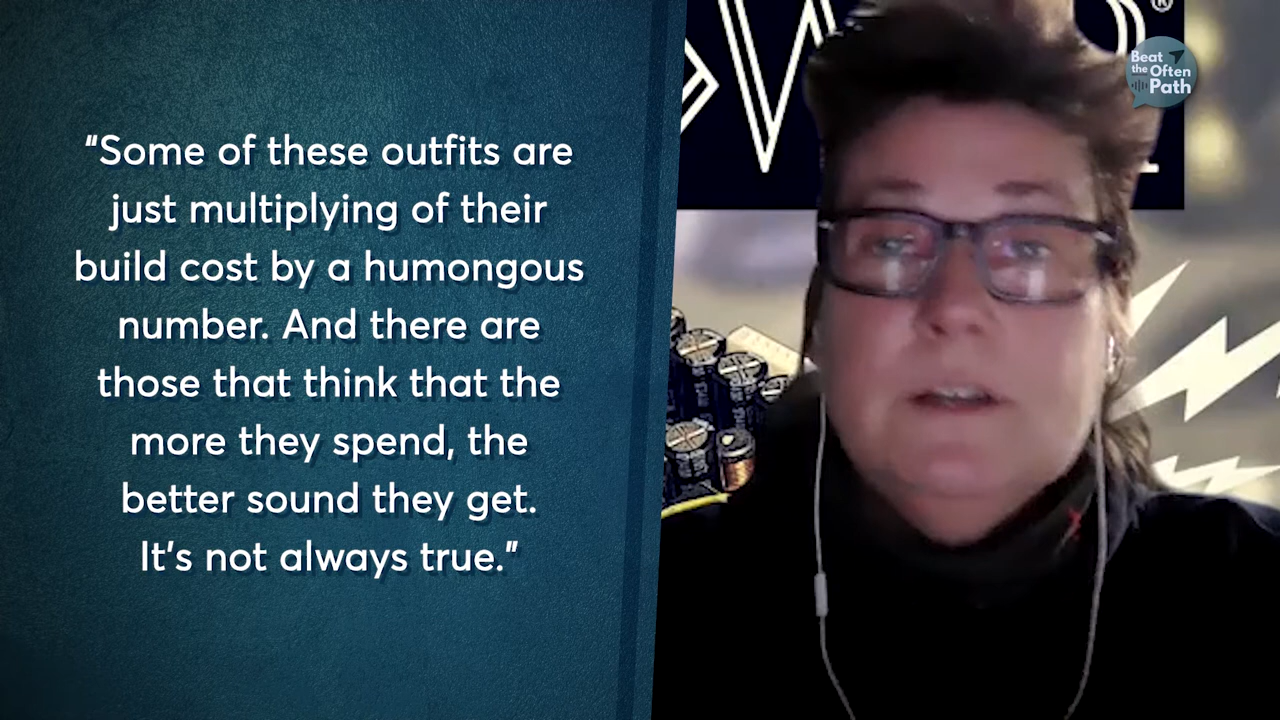 “Some of these outfits are
just multiplying of their
build cost by a humongous
number. And there are
those that think that the
more they spend, the
better sound they get.
It’s not always true.”
®
Beat
the Often
Path